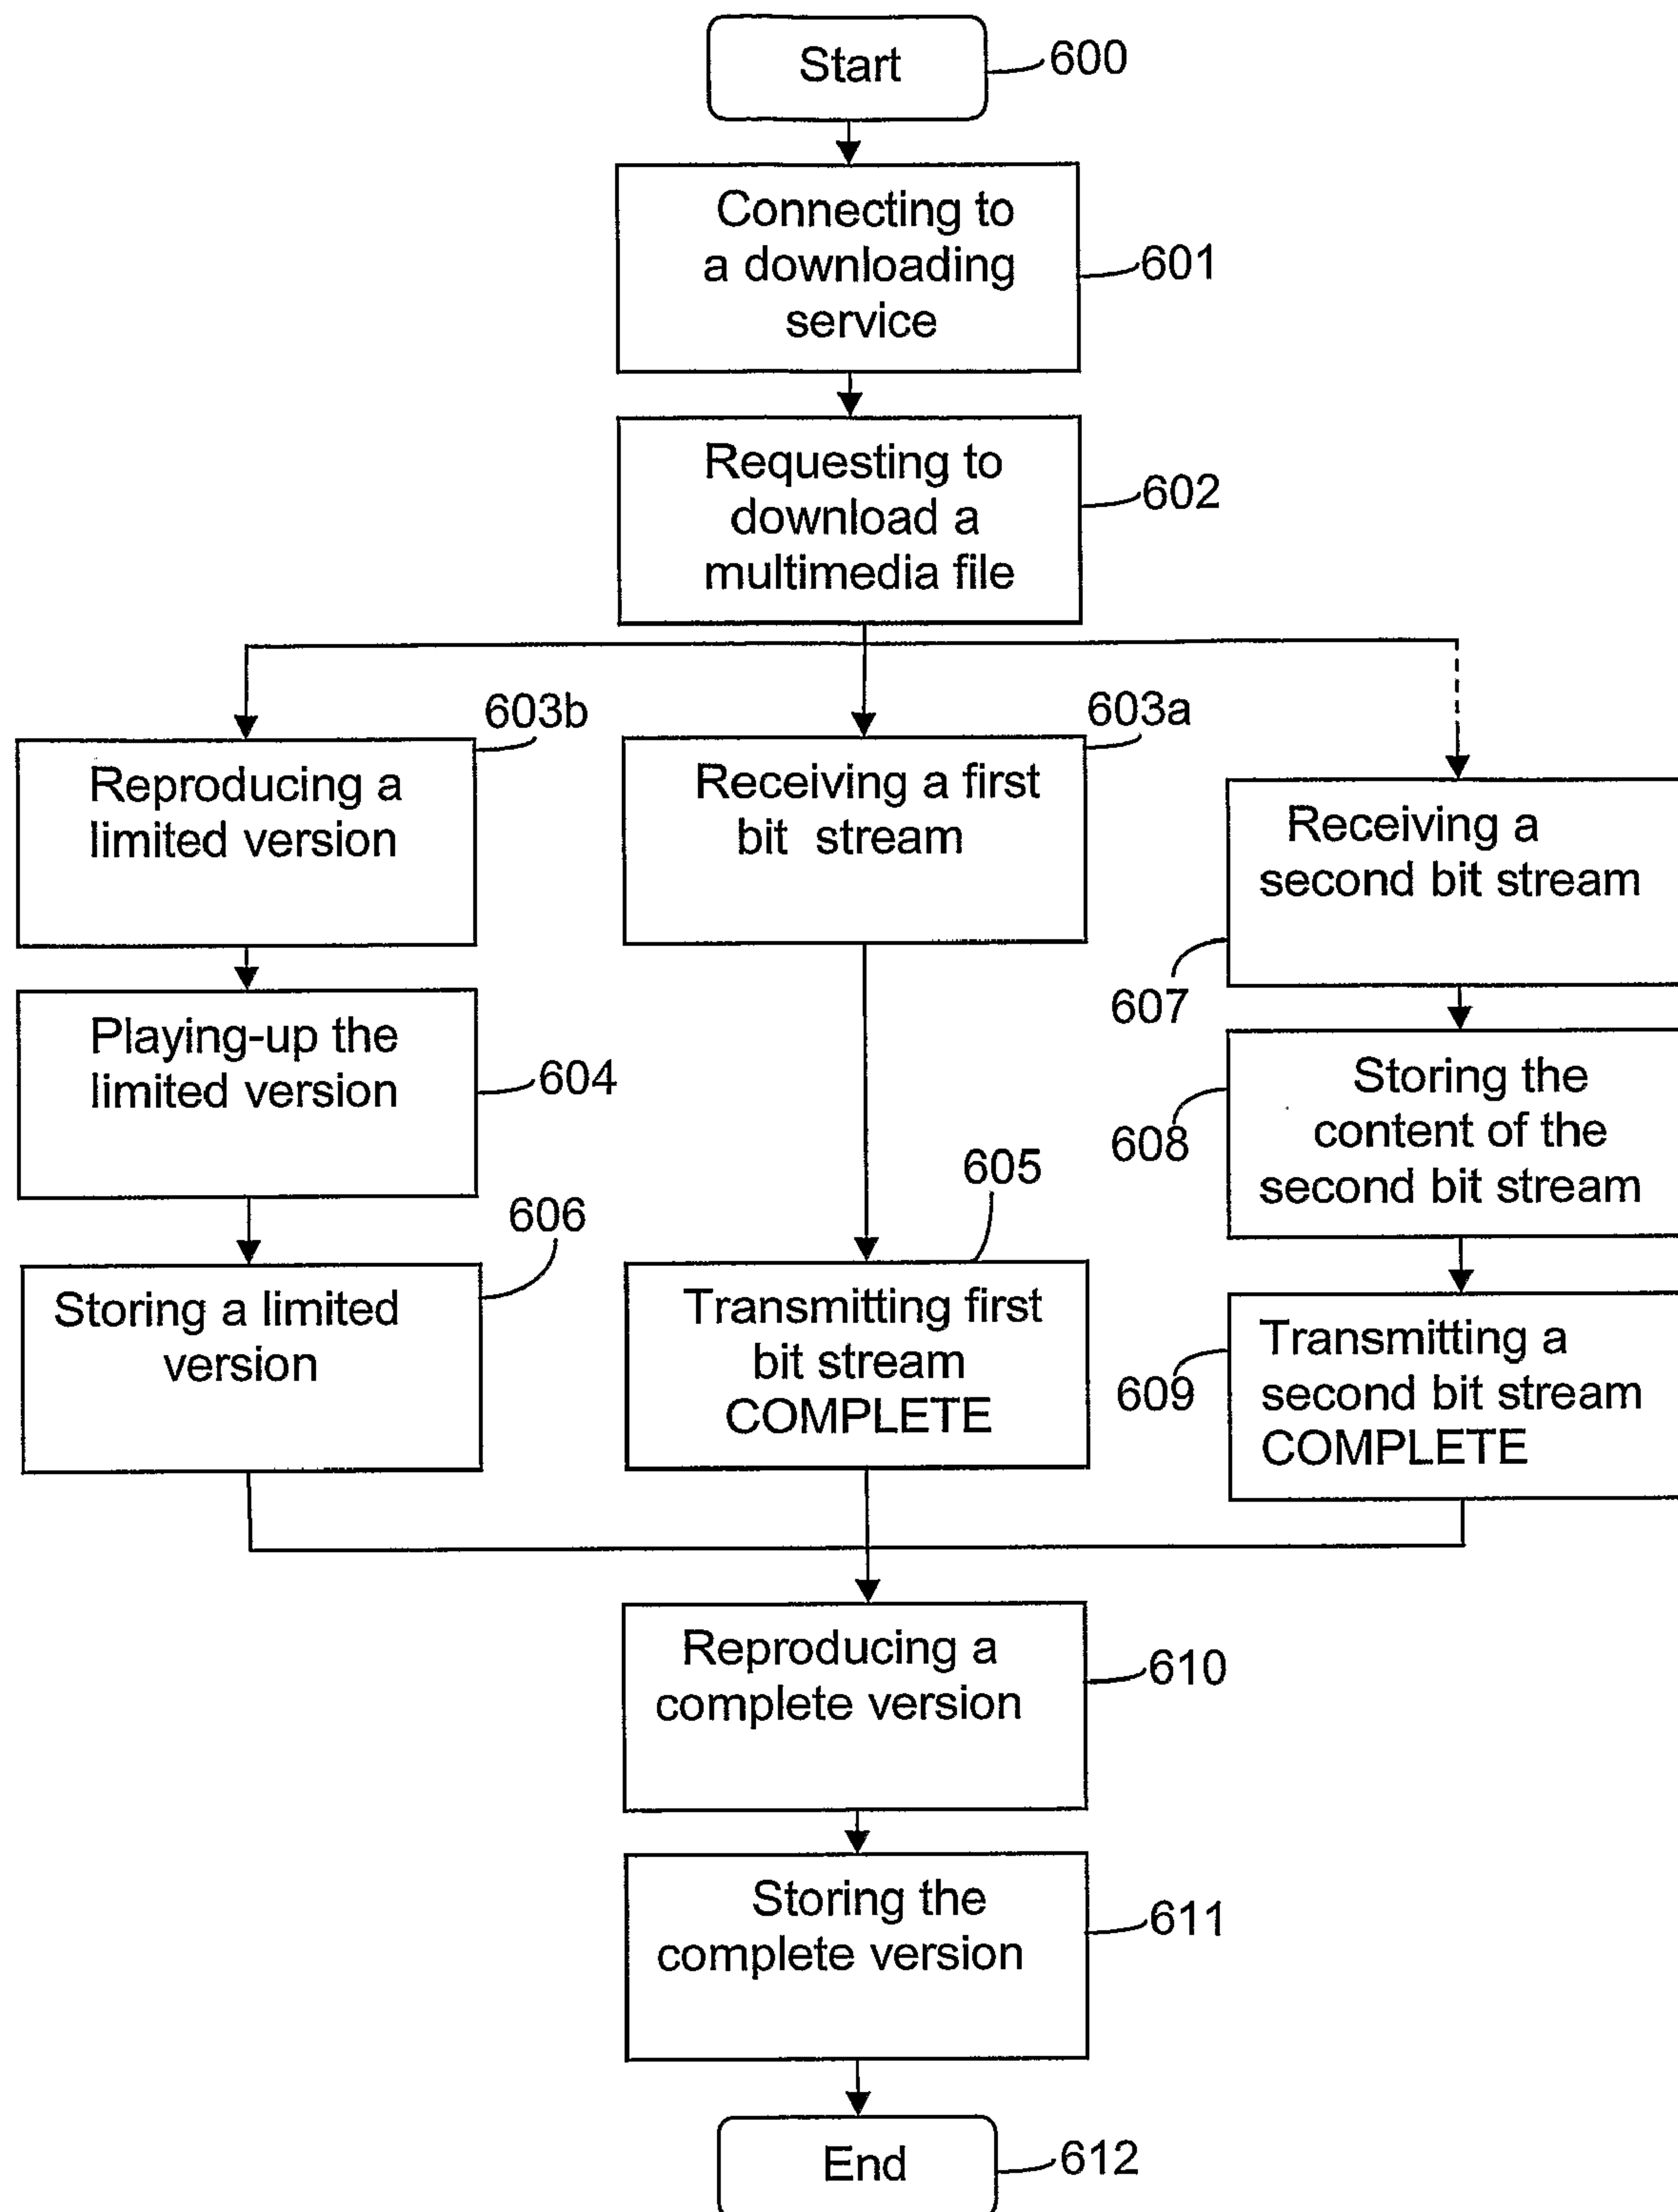 Start
600
Connecting to
a downloading
service
601
Requesting to
download a
multimedia file
602
603b
Reproducing a
limited version
603a
Receiving a first
bit stream
Receiving a
second bit stream
607
Playing-up the
limited version
604
Storing the
content of the
second bit stream
608
606
Storing a limited
version
605
Transmitting first
bit stream
COMPLETE
Transmitting a
second bit stream
COMPLETE
609
Reproducing a
complete version
610
Storing the
complete version
611
End
612